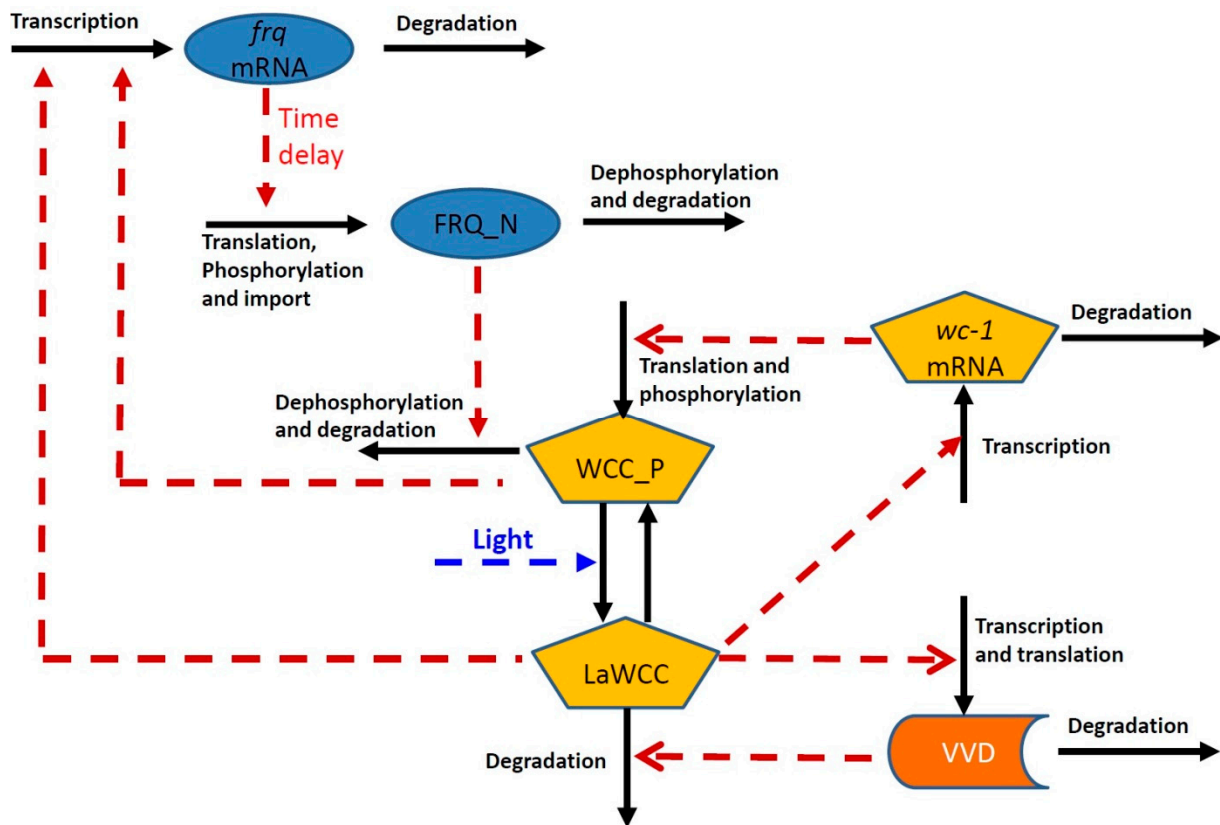 Transcription
frq
mRNA
Degradation
Time
delay
Dephosphorylation
and degradation
FRQ_N
Translation,
Phosphorylation
and import
wc-1
mRNA
Degradation
Translation and
phosphorylation
Dephosphorylation
and degradation
Transcription
WCC_P
Light
Transcription
and translation
LaWCC
Degradation
VVD
Degradation